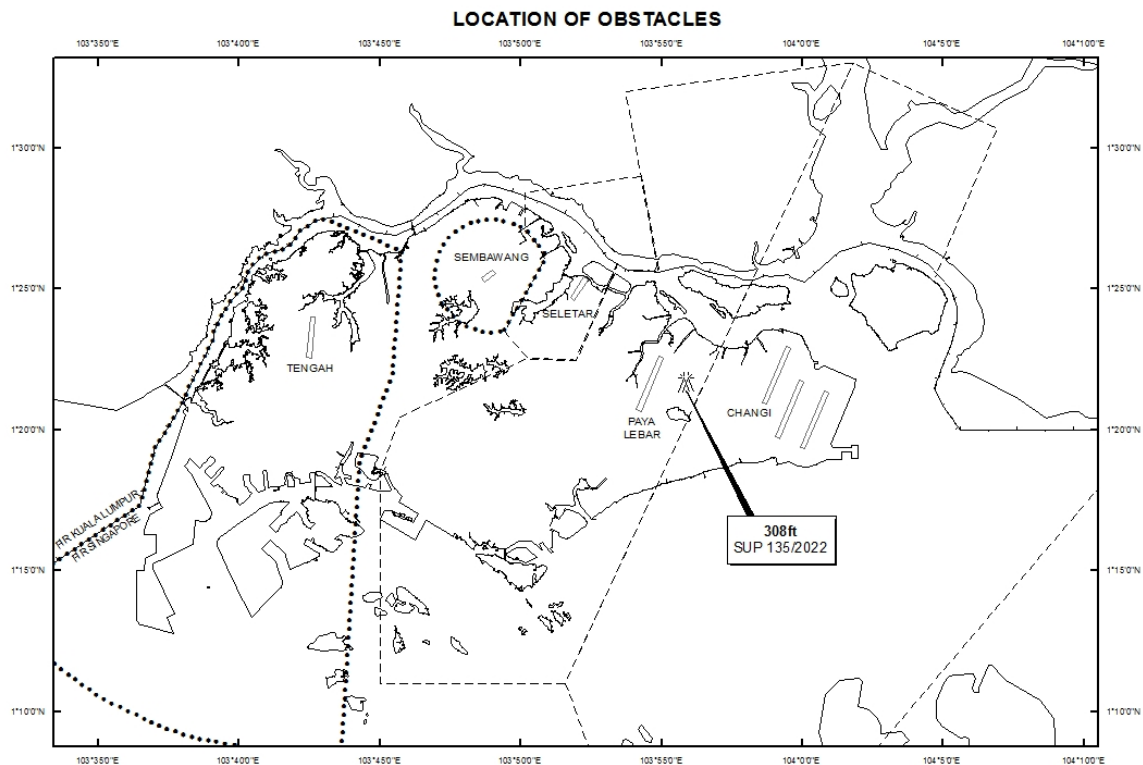 LOCATION OF OBSTACLES
103°35'0"E 103°40'0"E 103°45'0"E 103°50'0"E 103°55'0"E 104°0'0"E 104°5'0"E 104°10'0"E
1°30'0"N 1°30'0"N
SEMBAWANG
1°25'0"N 1°25'0"N
SELETAR
TENGAH
CHANGI
PAYA
LEBAR
1°20'0"N 1°20'0"N
FIR KUALA LUMPUR
FIR SINGAPORE
308ft
SUP 135/2022
1°15'0"N 1°15'0"N
1°10'0"N 1°10'0"N
103°35'0"E 103°40'0"E 103°45'0"E 103°50'0"E 103°55'0"E 104°0'0"E 104°5'0"E 104°10'0"E